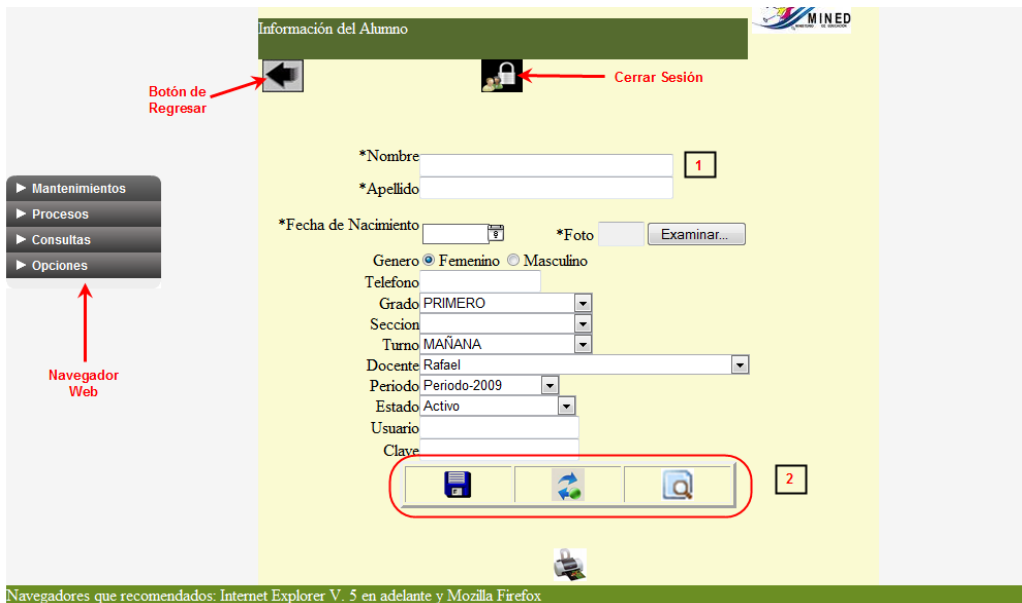 MINED
Información del Alumno
Botón de
Regresar
Cerrar Sesión
*Nombre
1
*Apellido
Mantenimientos
Procesos
Consultas
Opciones
*Fecha de Nacimiento
*Foto
Examinar...
Genero Femenino Masculino
Telefono
Grado PRIMERO
Seccion
Turno MAÑANA
Docente Rafael
Periodo Periodo-2009
Estado Activo
Usuario
Clave
Navegador
Web
2
Navegadores que recomendados: Internet Explorer V. 5 en adelante y Mozilla Firefox